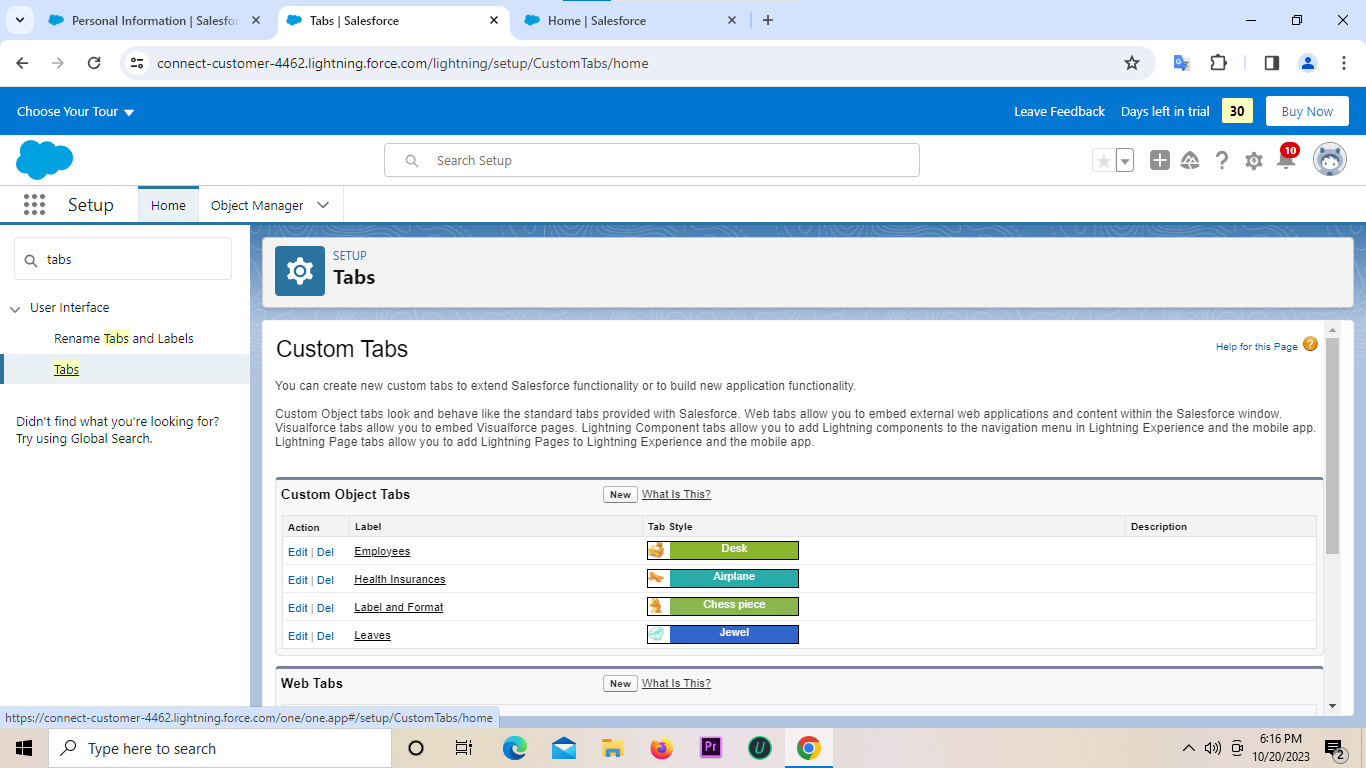 Personal Information | Salesfor
Tabs | Salesforce
Home | Salesforce
connect-customer-4462.lightning.force.com/lightning/setup/CustomTabs/home
Choose Your Tour
Leave Feedback
Days left in trial
30
Buy Now
Search Setup
10
Setup
Home
Object Manager
tabs
User Interface
Rename Tabs and Labels
Tabs
Didn't find what you're looking for?
Try using Global Search.
SETUP
Tabs
Custom Tabs
Help for this Page ?
You can create new custom tabs to extend Salesforce functionality or to build new application functionality.
Custom Object tabs look and behave like the standard tabs provided with Salesforce. Web tabs allow you to embed external web applications and content within the Salesforce window.
Visualforce tabs allow you to embed Visualforce pages. Lightning Component tabs allow you to add Lightning components to the navigation menu in Lightning Experience and the mobile app.
Lightning Page tabs allow you to add Lightning Pages to Lightning Experience and the mobile app.
Custom Object Tabs
New
What Is This?
Action Label Tab Style Description
Edit | Del Employees Desk
Edit | Del Health Insurances Airplane
Edit | Del Label and Format Chess piece
Edit | Del Leaves Jewel
Web Tabs
New
What Is This?
https://connect-customer-4462.lightning.force.com/one/one.app#/setup/CustomTabs/home
Type here to search
Pr
U
6:16 PM
10/20/2023
2